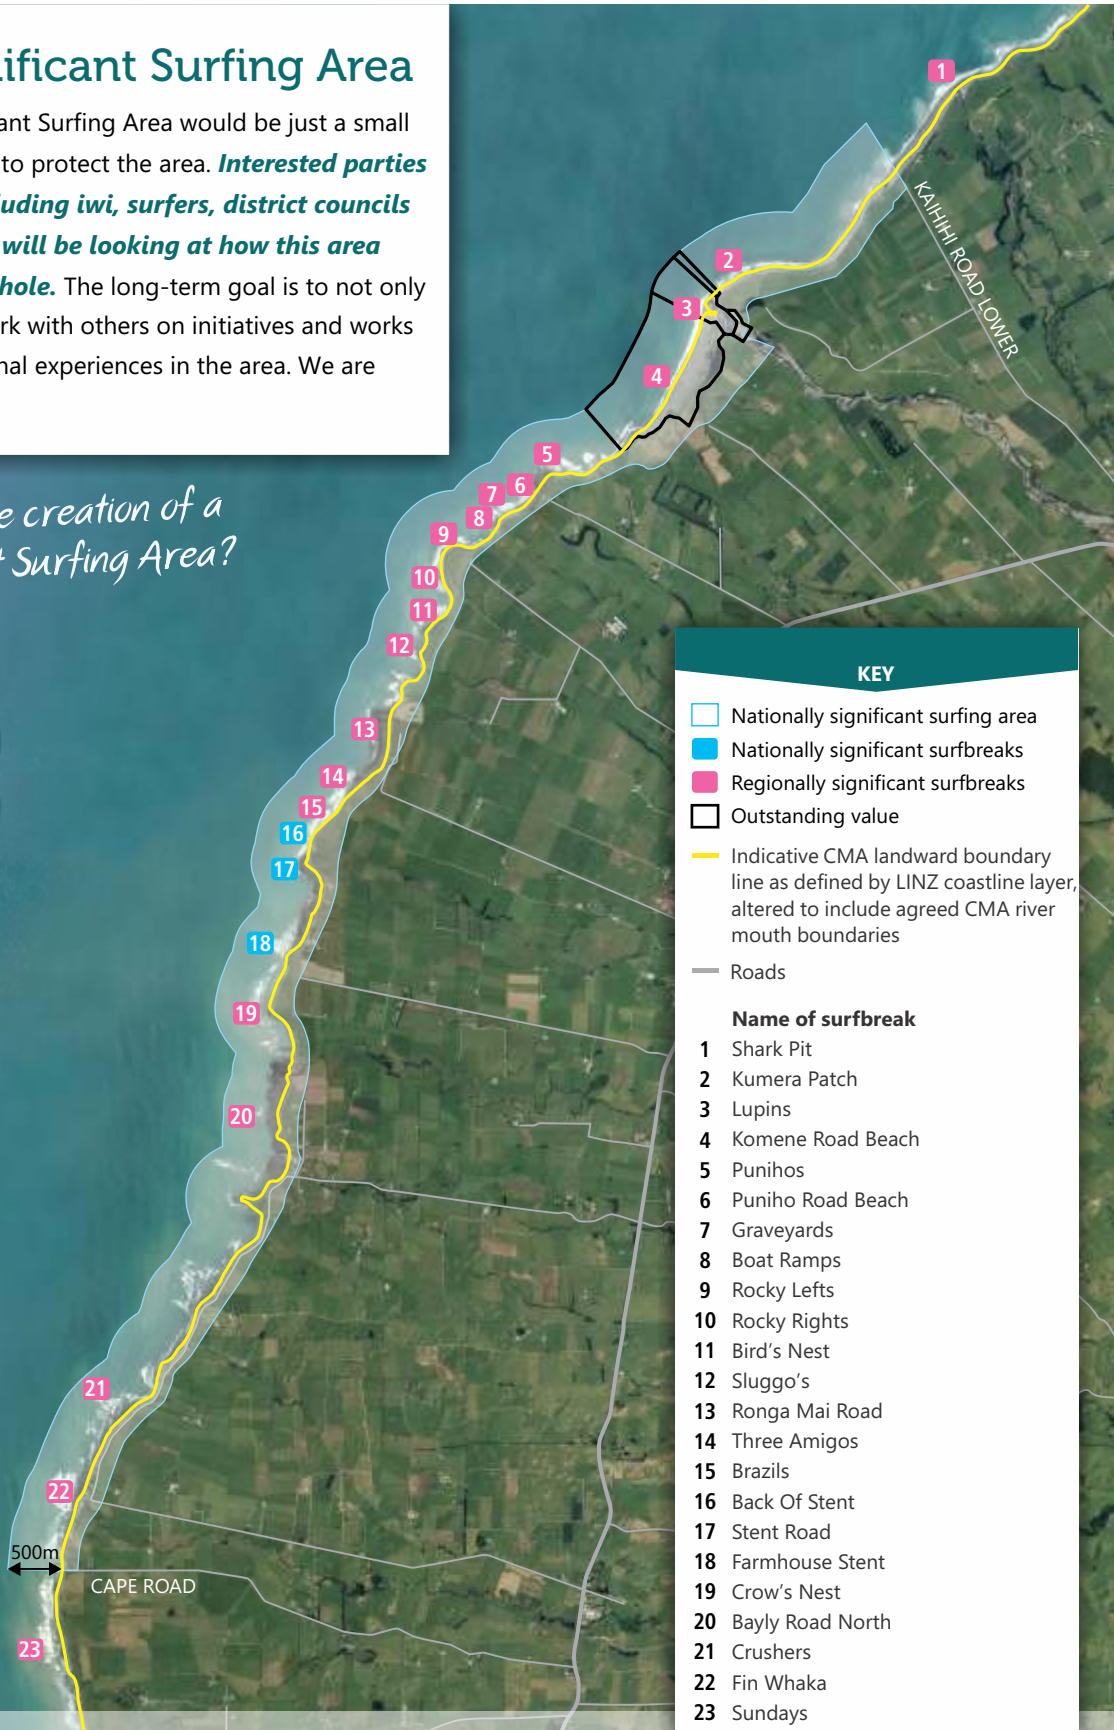 ificant Surfing Area
ant Surfing Area would be just a small
to protect the area. Interested parties
luding iwi, surfers, district councils
will be looking at how this area
hole. The long-term goal is to not only
rk with others on initiatives and works
nal experiences in the area. We are
e creation of a
t Surfing Area?
1
2
3
4
5
6
7
8
9
10
11
12
13
14
15
16
17
18
19
20
21
22
23
KAIHIHI ROAD LOWER
500m
CAPE ROAD
KEY
Nationally significant surfing area
Nationally significant surfbreaks
Regionally significant surfbreaks
Outstanding value
Indicative CMA landward boundary
line as defined by LINZ coastline layer,
altered to include agreed CMA river
mouth boundaries
Roads
Name of surfbreak
1 Shark Pit
2 Kumera Patch
3 Lupins
4 Komene Road Beach
5 Punihos
6 Puniho Road Beach
7 Graveyards
8 Boat Ramps
9 Rocky Lefts
10 Rocky Rights
11 Bird's Nest
12 Sluggo's
13 Ronga Mai Road
14 Three Amigos
15 Brazils
16 Back Of Stent
17 Stent Road
18 Farmhouse Stent
19 Crow's Nest
20 Bayly Road North
21 Crushers
22 Fin Whaka
23 Sundays